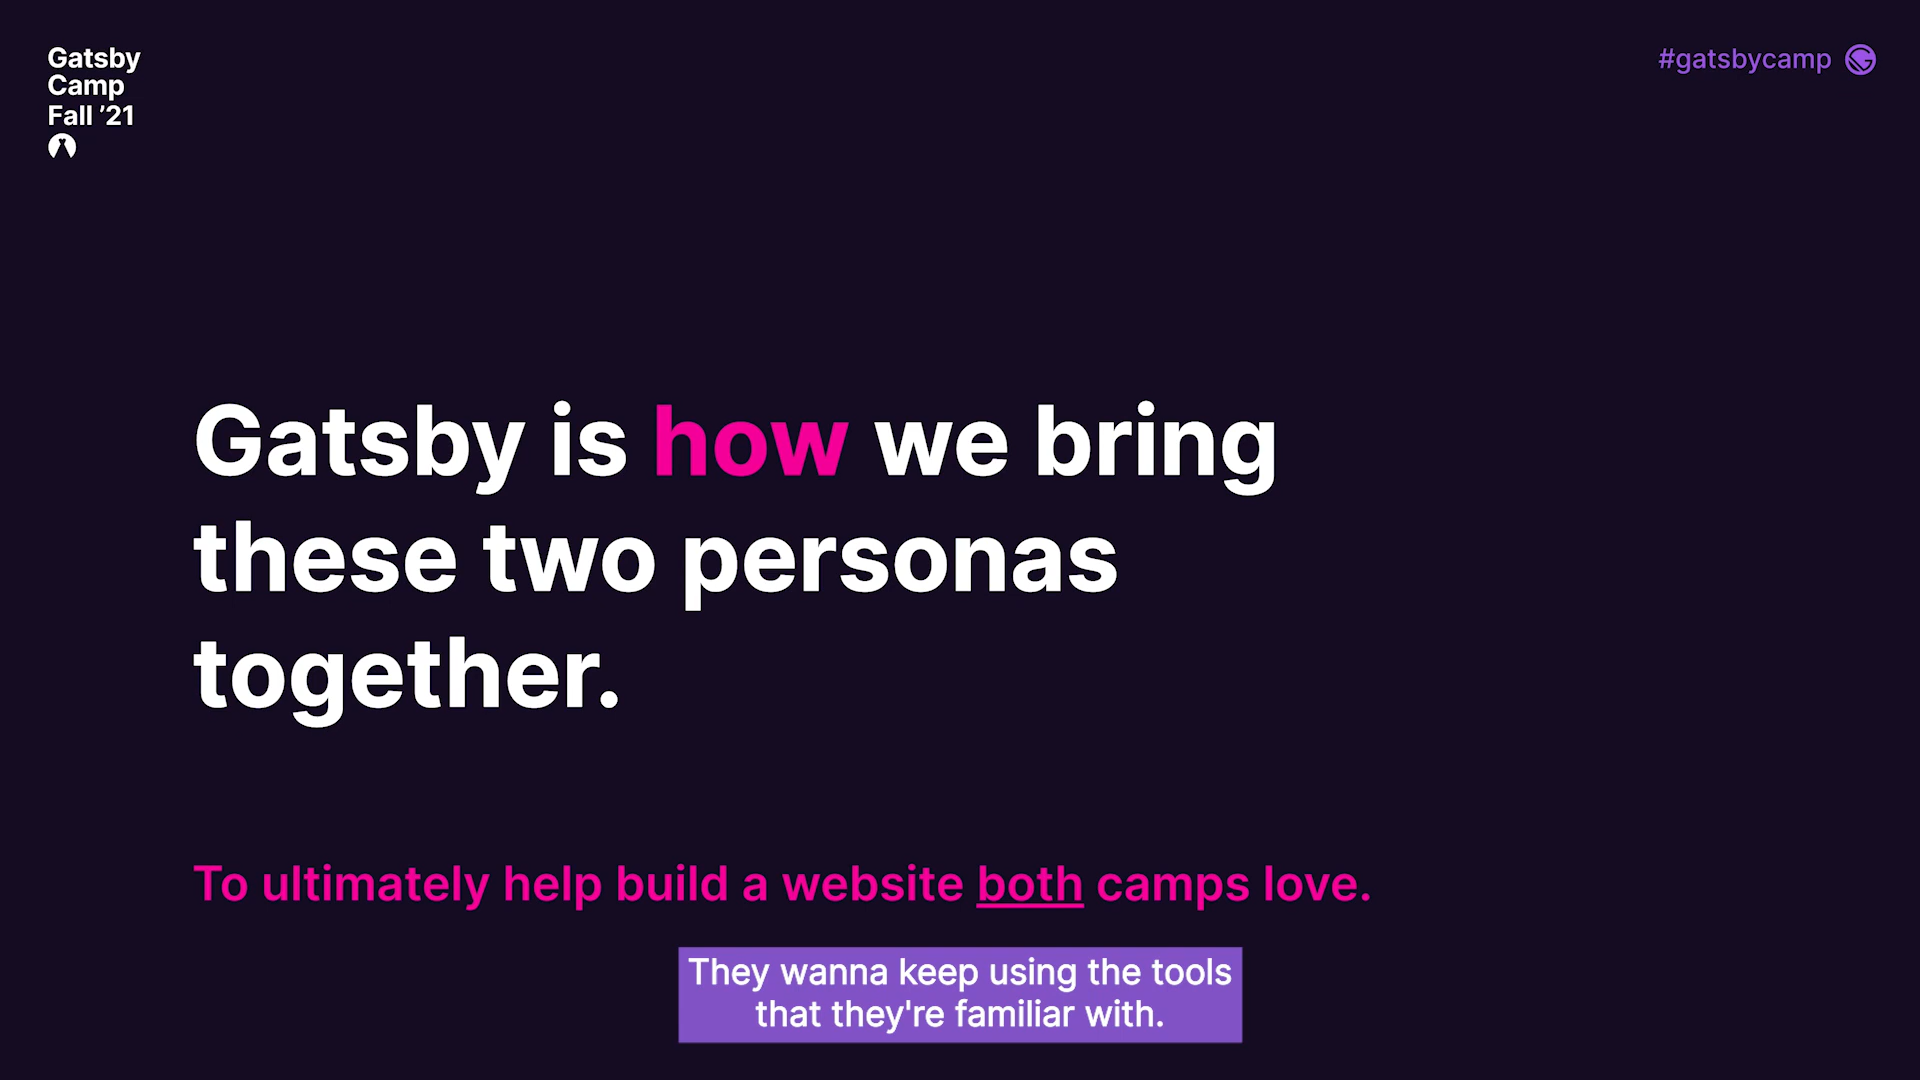 Gatsby
Camp
Fall ’21
#gatsbycamp
Gatsby is how we bring
these two personas
together.
To ultimately help build a website both camps love.
They wanna keep using the tools
that they're familiar with.